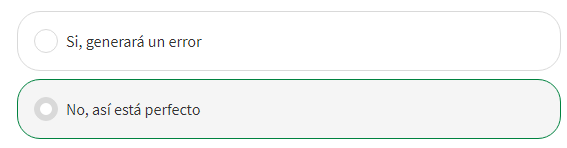 Si, generará un error
No, así está perfecto